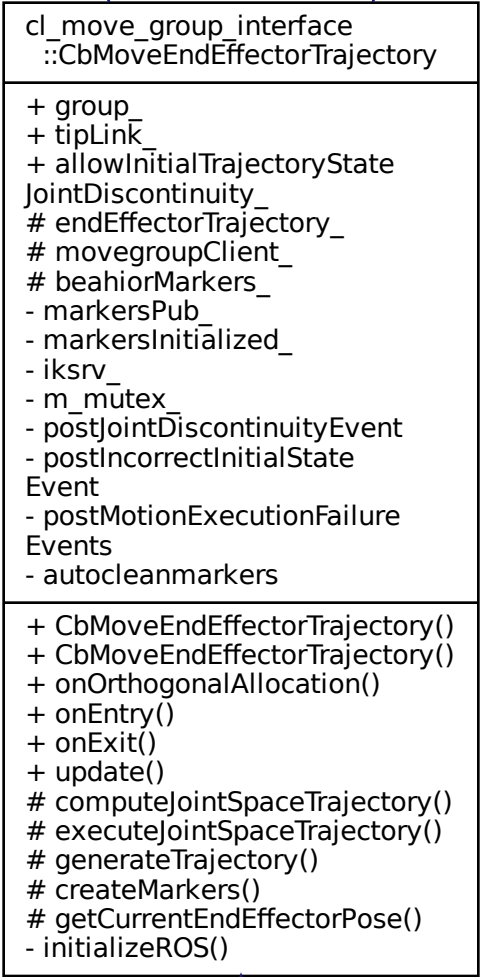 cl_move_group_interface
::CbMoveEndEffectorTrajectory
+ group_
+ tipLink_
+ allowInitialTrajectoryState
JointDiscontinuity_
# endEffectorTrajectory_
# movegroupClient_
# beahiorMarkers_
- markersPub_
- markersInitialized_
- iksrv_
- m_mutex_
- postJointDiscontinuityEvent
- postIncorrectInitialState
Event
- postMotionExecutionFailure
Events
- autocleanmarkers
+ CbMoveEndEffectorTrajectory()
+ CbMoveEndEffectorTrajectory()
+ onOrthogonalAllocation()
+ onEntry()
+ onExit()
+ update()
# computeJointSpaceTrajectory()
# executeJointSpaceTrajectory()
# generateTrajectory()
# createMarkers()
# getCurrentEndEffectorPose()
- initializeROS()